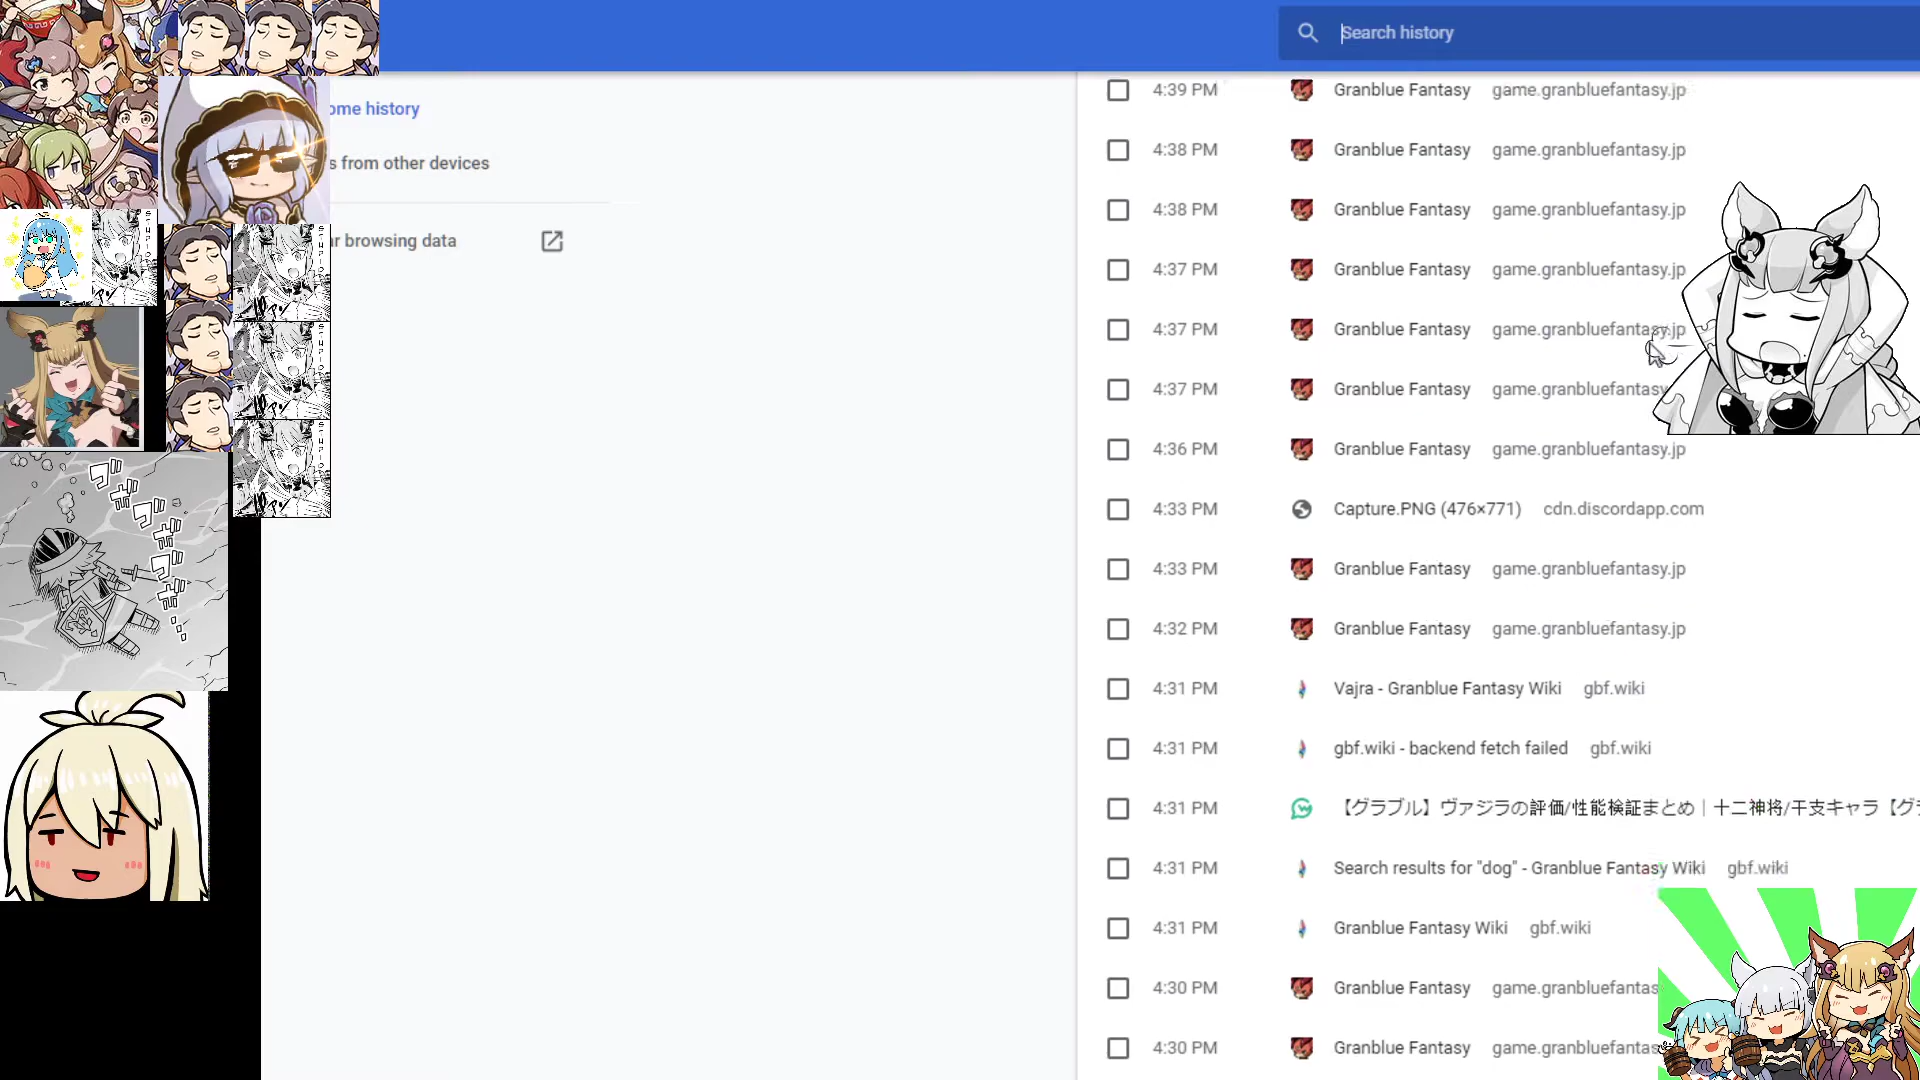 Search history
ome history
s from other devices
r browsing data
4:39 PM Granblue Fantasy game.granbluefantasy.jp
4:38 PM Granblue Fantasy game.granbluefantasy.jp
4:38 PM Granblue Fantasy game.granbluefantasy.jp
4:37 PM Granblue Fantasy game.granbluefantasy.jp
4:37 PM Granblue Fantasy game.granbluefantasy.jp
4:37 PM Granblue Fantasy game.granbluefantasy
4:36 PM Granblue Fantasy game.granbluefantasy.jp
4:33 PM Capture.PNG (476×771) cdn.discordapp.com
4:33 PM Granblue Fantasy game.granbluefantasy.jp
4:32 PM Granblue Fantasy game.granbluefantasy.jp
4:31 PM Vajra - Granblue Fantasy Wiki gbf.wiki
4:31 PM gbf.wiki - backend fetch failed gbf.wiki
4:31 PM 【グラブル】ヴァジラの評価/性能検証まとめ｜十二神将/干支キャラ【グ
4:31 PM Search results for "dog" - Granblue Fantasy Wiki gbf.wiki
4:31 PM Granblue Fantasy Wiki gbf.wiki
4:30 PM Granblue Fantasy game.granbluefantas
4:30 PM Granblue Fantasy game.granbluefantas